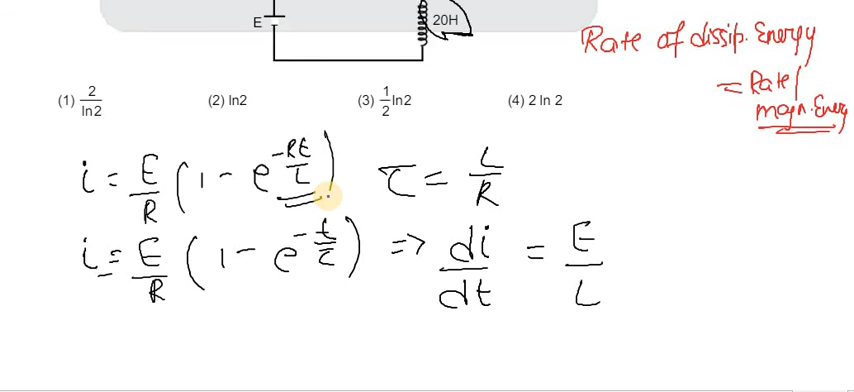 E
20H
Rate of dissip. Energy
= Rate/
magn. Energy
(1) 2/ln2 (2) ln2 (3) 1/2 ln2 (4) 2 ln 2
i = E/R (1 - e^(-Rt/L)) τ = L/R
i = E/R (1 - e^(-t/τ)) => di/dt = E/L